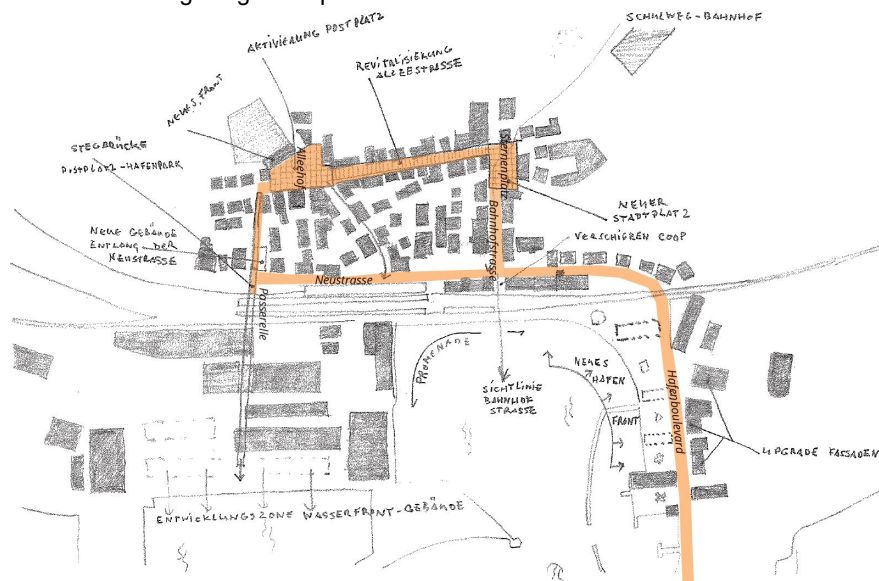 SCHULWEG-BAHNHOF
AKTIVIERUNG POSTPLATZ
REVITALISIERUNG
ALLEESTRASSE
NEUES, FRONT
STEGBRÜCKE
POSTPLATZ-HAFENPARK
Alleehof
Sternenplatz
NEUER
STADTPLATZ
NEUE GEBÄUDE
ENTLANG DER
NEUSTRASSE
Bahnhofstrasse
VERSCHIEBEN COOP
Neustrasse
Passerelle
PROMENADE
SICHTLINIE
BAHNHOF
STRASSE
NEUES
HAFEN
FRONT
Hafenboulevard
UPGRADE FASSADEN
ENTWICKLUNGSZONE WASSERFRONT-GEBÄUDE